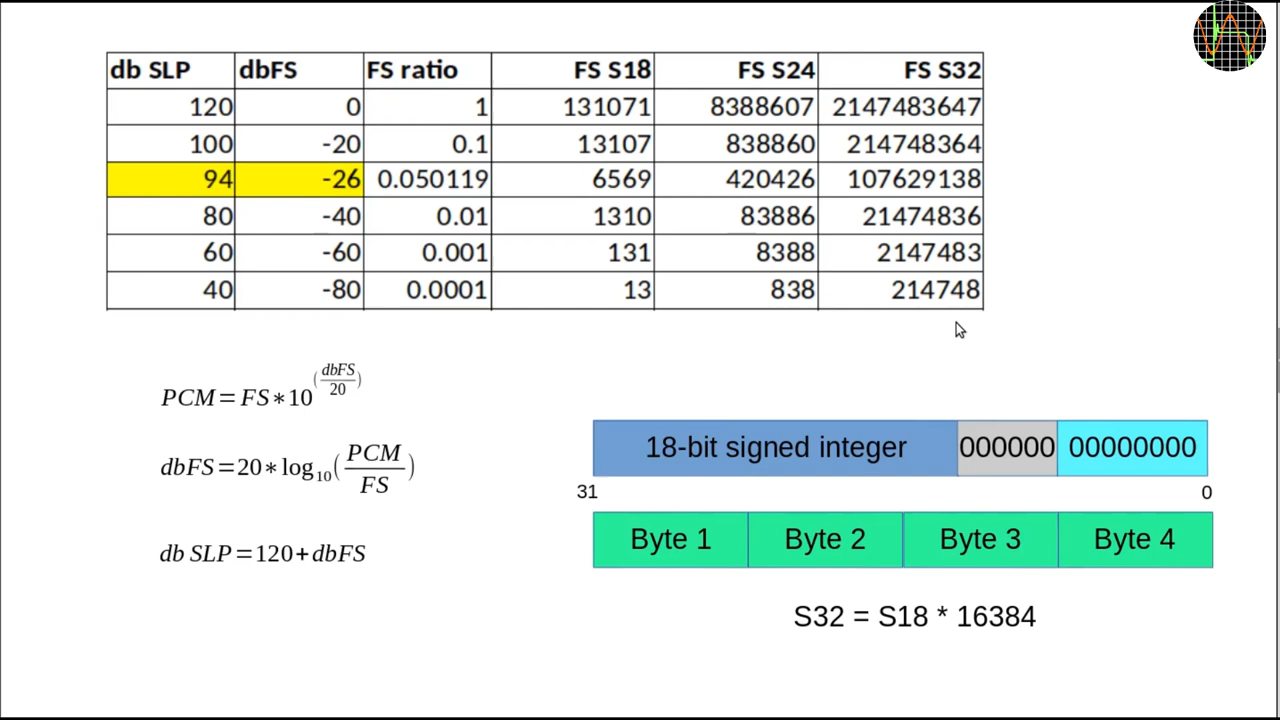 db SLP dbFS FS ratio FS S18 FS S24 FS S32
120 0 1 131071 8388607 2147483647
100 -20 0.1 13107 838860 214748364
94 -26 0.050119 6569 420426 107629138
80 -40 0.01 1310 83886 21474836
60 -60 0.001 131 8388 2147483
40 -80 0.0001 13 838 214748
PCM=FS∗10^(dbFS/20)
dbFS=20∗log₁₀(PCM/FS)
db SLP=120+dbFS
18-bit signed integer 000000 00000000
31 0
Byte 1 Byte 2 Byte 3 Byte 4
S32 = S18 * 16384